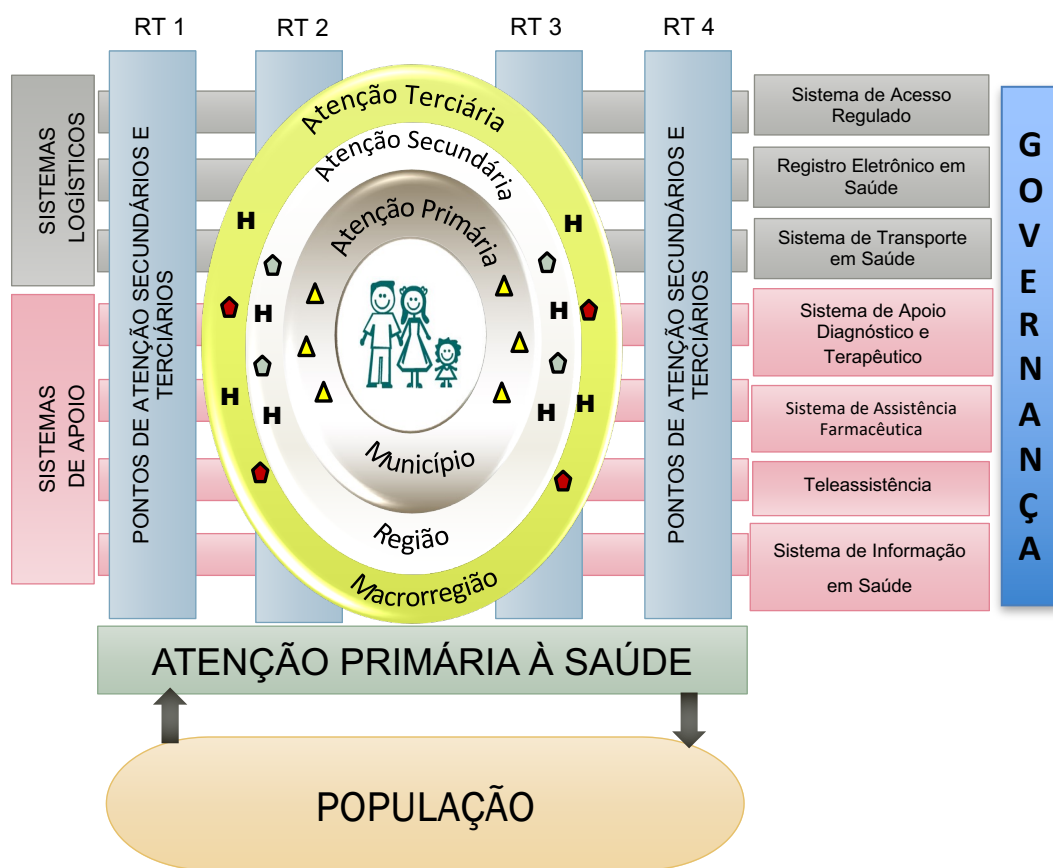 RT 1
RT 2
RT 3
RT 4
SISTEMAS
LOGÍSTICOS
SISTEMAS
DE APOIO
PONTOS DE ATENÇÃO SECUNDÁRIOS E
TERCIÁRIOS
Atenção Terciária
Atenção Secundária
Atenção Primária
H
H
H
H
H
H
H
H
Município
Região
Macrorregião
PONTOS DE ATENÇÃO SECUNDÁRIOS E
TERCIÁRIOS
Sistema de Acesso
Regulado
Registro Eletrônico em
Saúde
Sistema de Transporte
em Saúde
Sistema de Apoio
Diagnóstico e
Terapêutico
Sistema de Assistência
Farmacêutica
Teleassistência
Sistema de Informação
em Saúde
GOVERNANÇA
ATENÇÃO PRIMÁRIA À SAÚDE
POPULAÇÃO